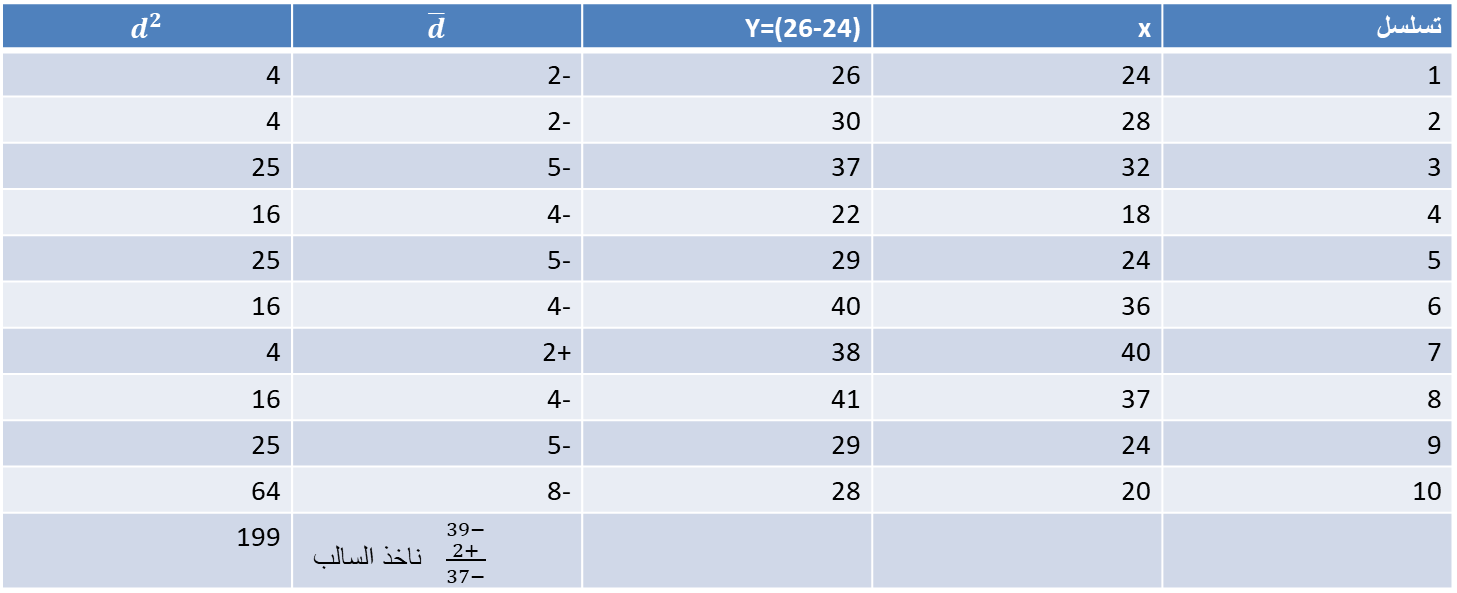 تسلسل x Y=(26-24) d̅ d²
1 24 26 2- 4
2 28 30 2- 4
3 32 37 5- 25
4 18 22 4- 16
5 24 29 5- 25
6 36 40 4- 16
7 40 38 2+ 4
8 37 41 4- 16
9 24 29 5- 25
10 20 28 8- 64
39−
2+
37−
ناخذ السالب
199